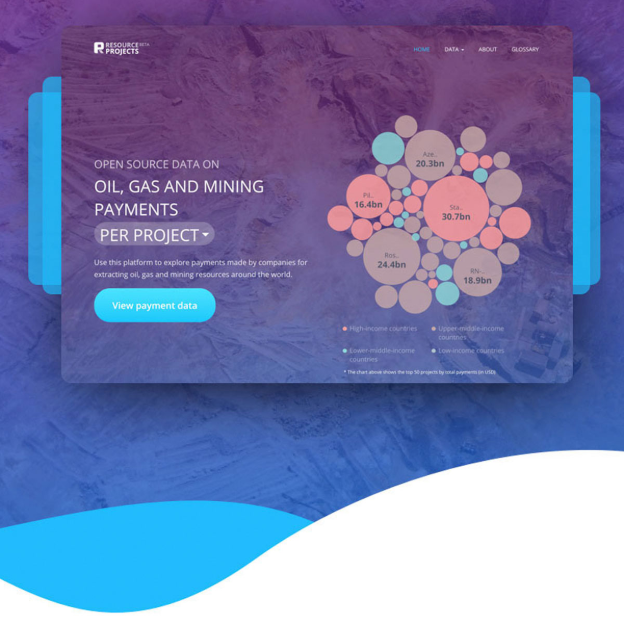 RESOURCE BETA
PROJECTS
HOME
DATA
ABOUT
GLOSSARY
OPEN SOURCE DATA ON
OIL, GAS AND MINING
PAYMENTS
PER PROJECT
Use this platform to explore payments made by companies for
extracting oil, gas and mining resources around the world.
View payment data
Aze..
20.3bn
Pil..
16.4bn
Sta..
30.7bn
Ros..
24.4bn
RN-..
18.9bn
High-income countries
Upper-middle-income
countries
Lower-middle-income
countries
Low-income countries
* The chart above shows the top 50 projects by total payments (in USD)